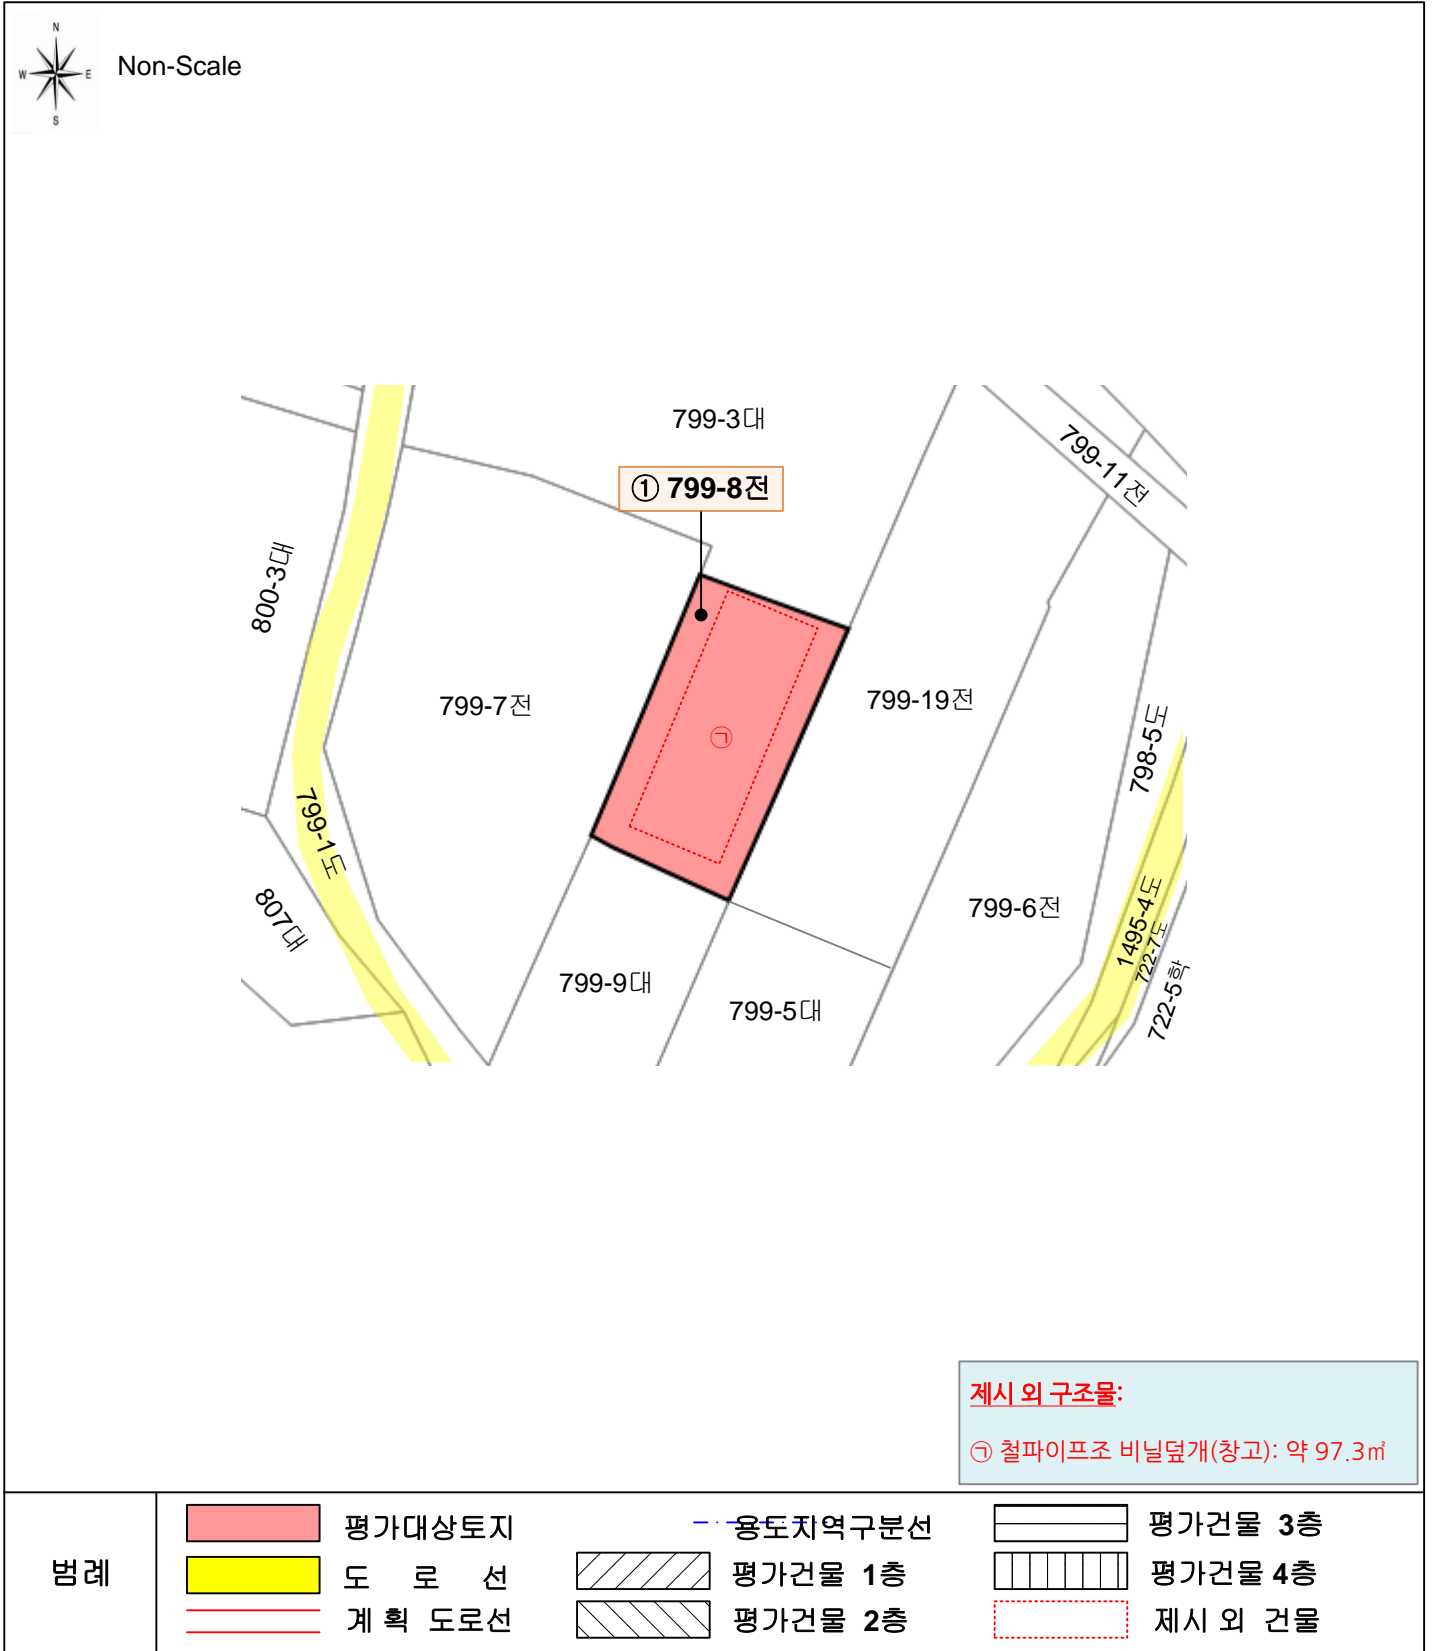 N
W E
S
Non-Scale
799-3대
① 799-8전
799-11전
800-3대
799-7전
799-19전
㉠
798-5도
799-1도
807대
799-6전
1495-4도
722-7도
722-5학
799-9대
799-5대
제시 외 구조물:
㉠ 철파이프조 비닐덮개(창고): 약 97.3㎡
범례
평가대상토지
용도지역구분선
평가건물 3층
도 로 선
평가건물 1층
평가건물 4층
계 획 도로선
평가건물 2층
제시 외 건물